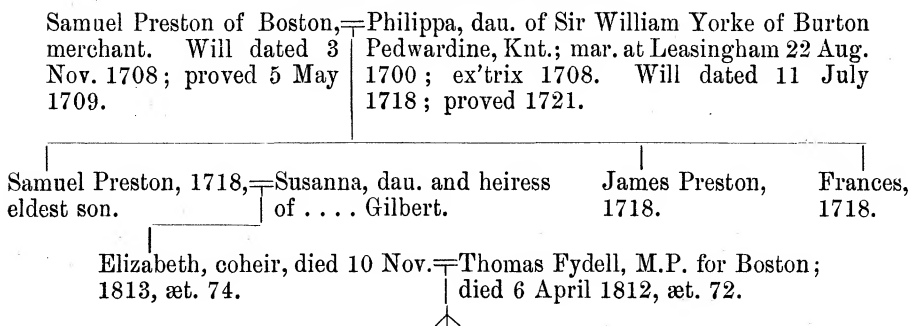 Samuel Preston of Boston,
merchant. Will dated 3
Nov. 1708; proved 5 May
1709.
Philippa, dau. of Sir William Yorke of Burton
Pedwardine, Knt.; mar. at Leasingham 22 Aug.
1700; ex'trix 1708. Will dated 11 July
1718; proved 1721.
Samuel Preston, 1718,
eldest son.
Susanna, dau. and heiress
of . . . . Gilbert.
James Preston,
1718.
Frances,
1718.
Elizabeth, coheir, died 10 Nov.
1813, æt. 74.
Thomas Fydell, M.P. for Boston;
died 6 April 1812, æt. 72.